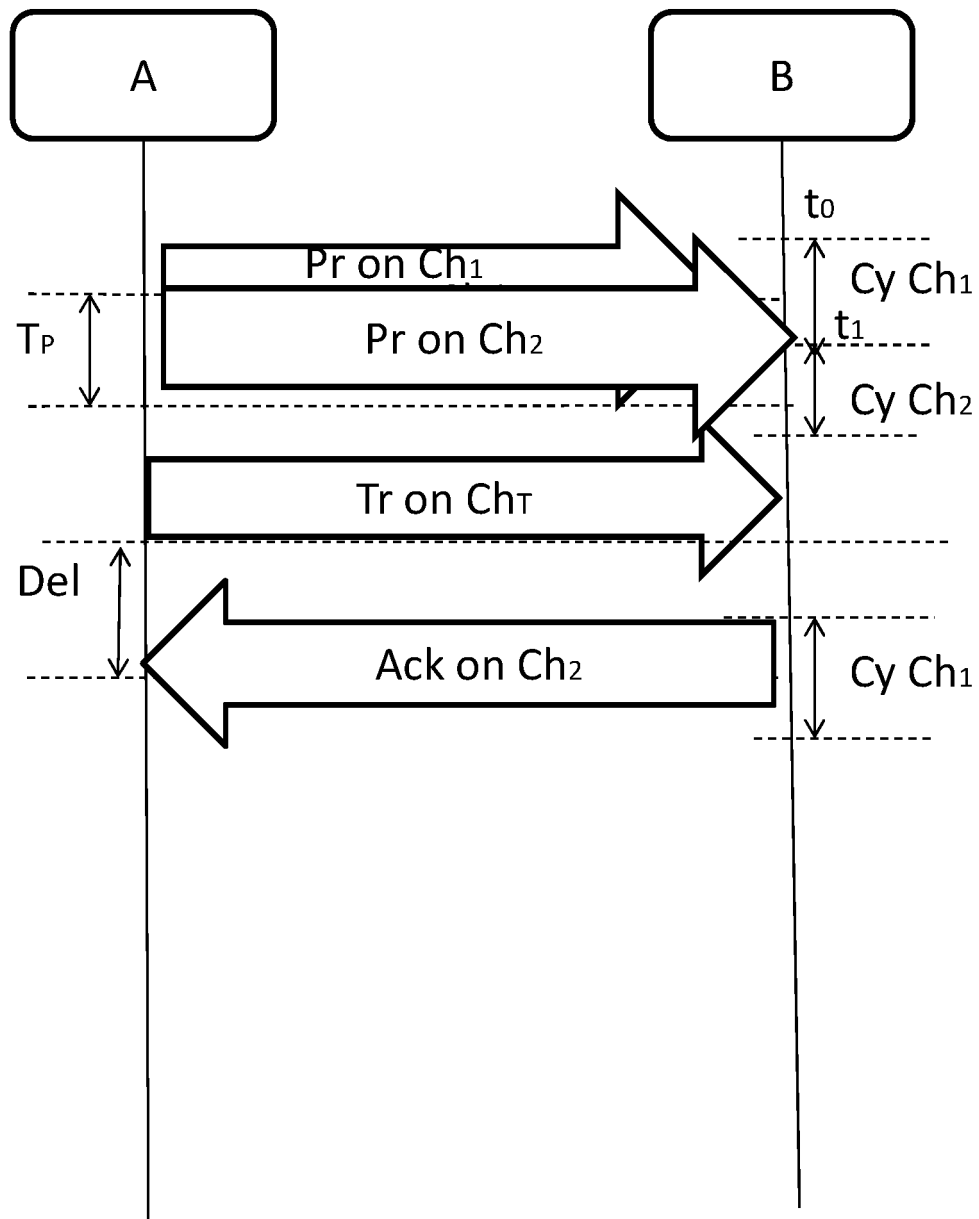 A
B
t0
Pr on Ch1
Cy Ch1
TP
Pr on Ch2
t1
Cy Ch2
Tr on ChT
Del
Ack on Ch2
Cy Ch1